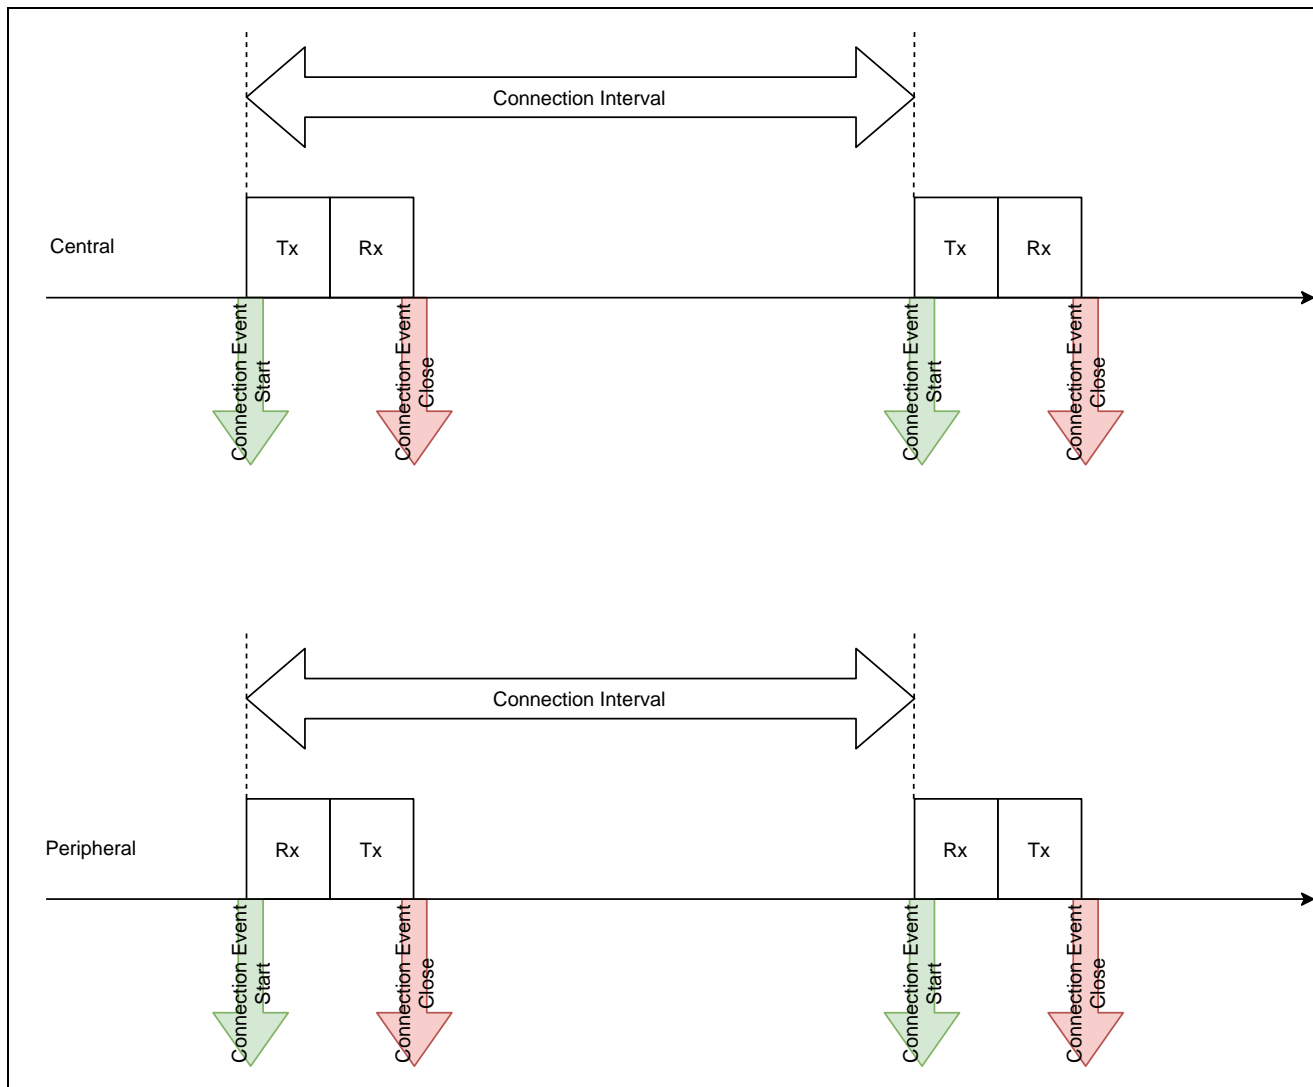 Connection Interval
Central
Tx
Rx
Tx
Rx
Connection Event
Start
Connection Event
Close
Connection Event
Start
Connection Event
Close
Connection Interval
Peripheral
Rx
Tx
Rx
Tx
Connection Event
Start
Connection Event
Close
Connection Event
Start
Connection Event
Close